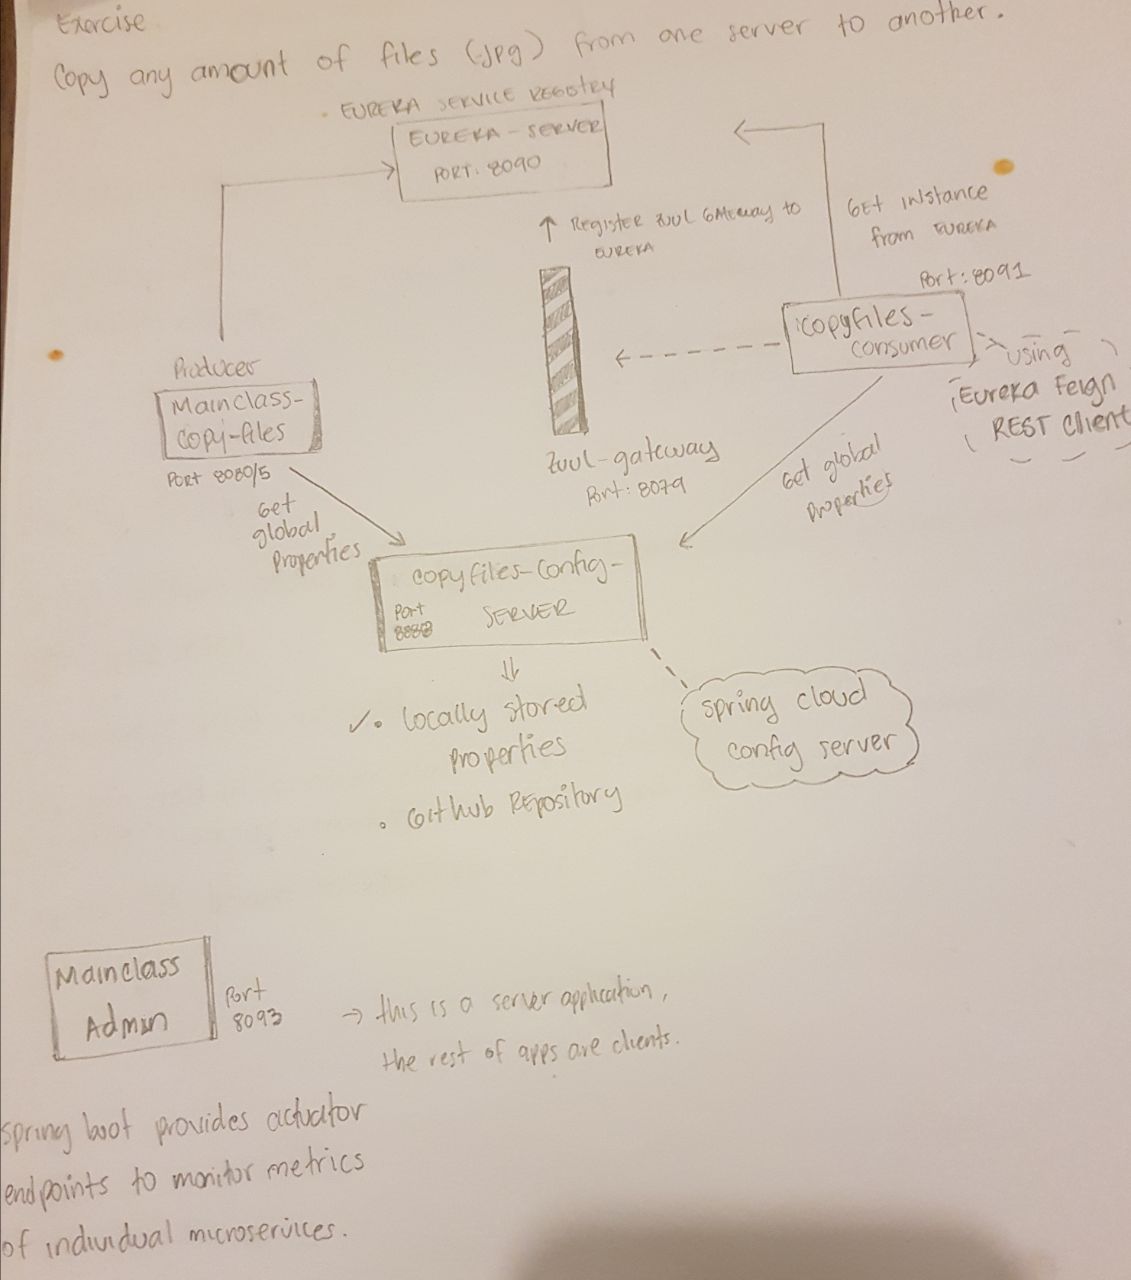 Exercise
Copy any amount of files (.jpg) from one server to another.
EUREKA SERVICE REGISTRY
EUREKA - SERVER
PORT: 8090
Register ZUUL GATEWAY to
EUREKA
GET INstance
from EUREKA
Port: 8091
copyfiles-
consumer
using
Eureka Feign
REST Client
Producer
Mainclass-
copy-files
Port 8080/5
Get
global
Properties
Zuul-gateway
Port: 8079
Get global
Properties
copyfiles-config-
SERVER
Port
✓. locally stored
properties
. Github REpository
spring cloud
config server
Mainclass
Admin
Port
8093
→ this is a server application,
the rest of apps are clients.
spring boot provides actuator
endpoints to monitor metrics
of individual microservices.